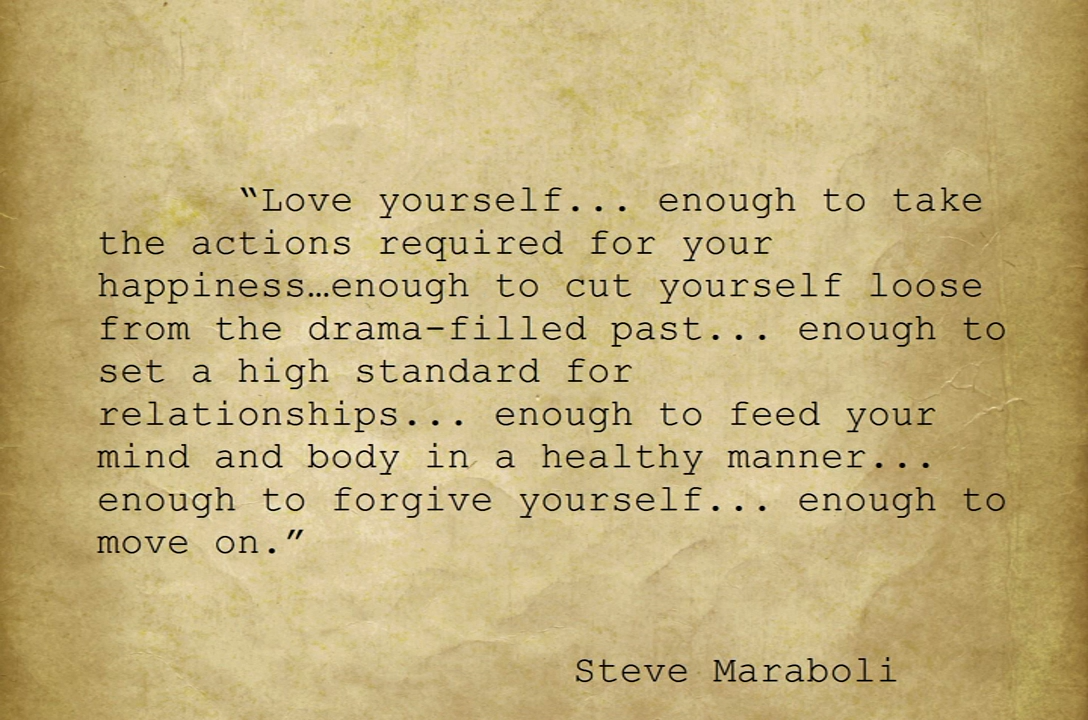 “Love yourself... enough to take
the actions required for your
happiness…enough to cut yourself loose
from the drama-filled past... enough to
set a high standard for
relationships... enough to feed your
mind and body in a healthy manner...
enough to forgive yourself... enough to
move on.”
Steve Maraboli